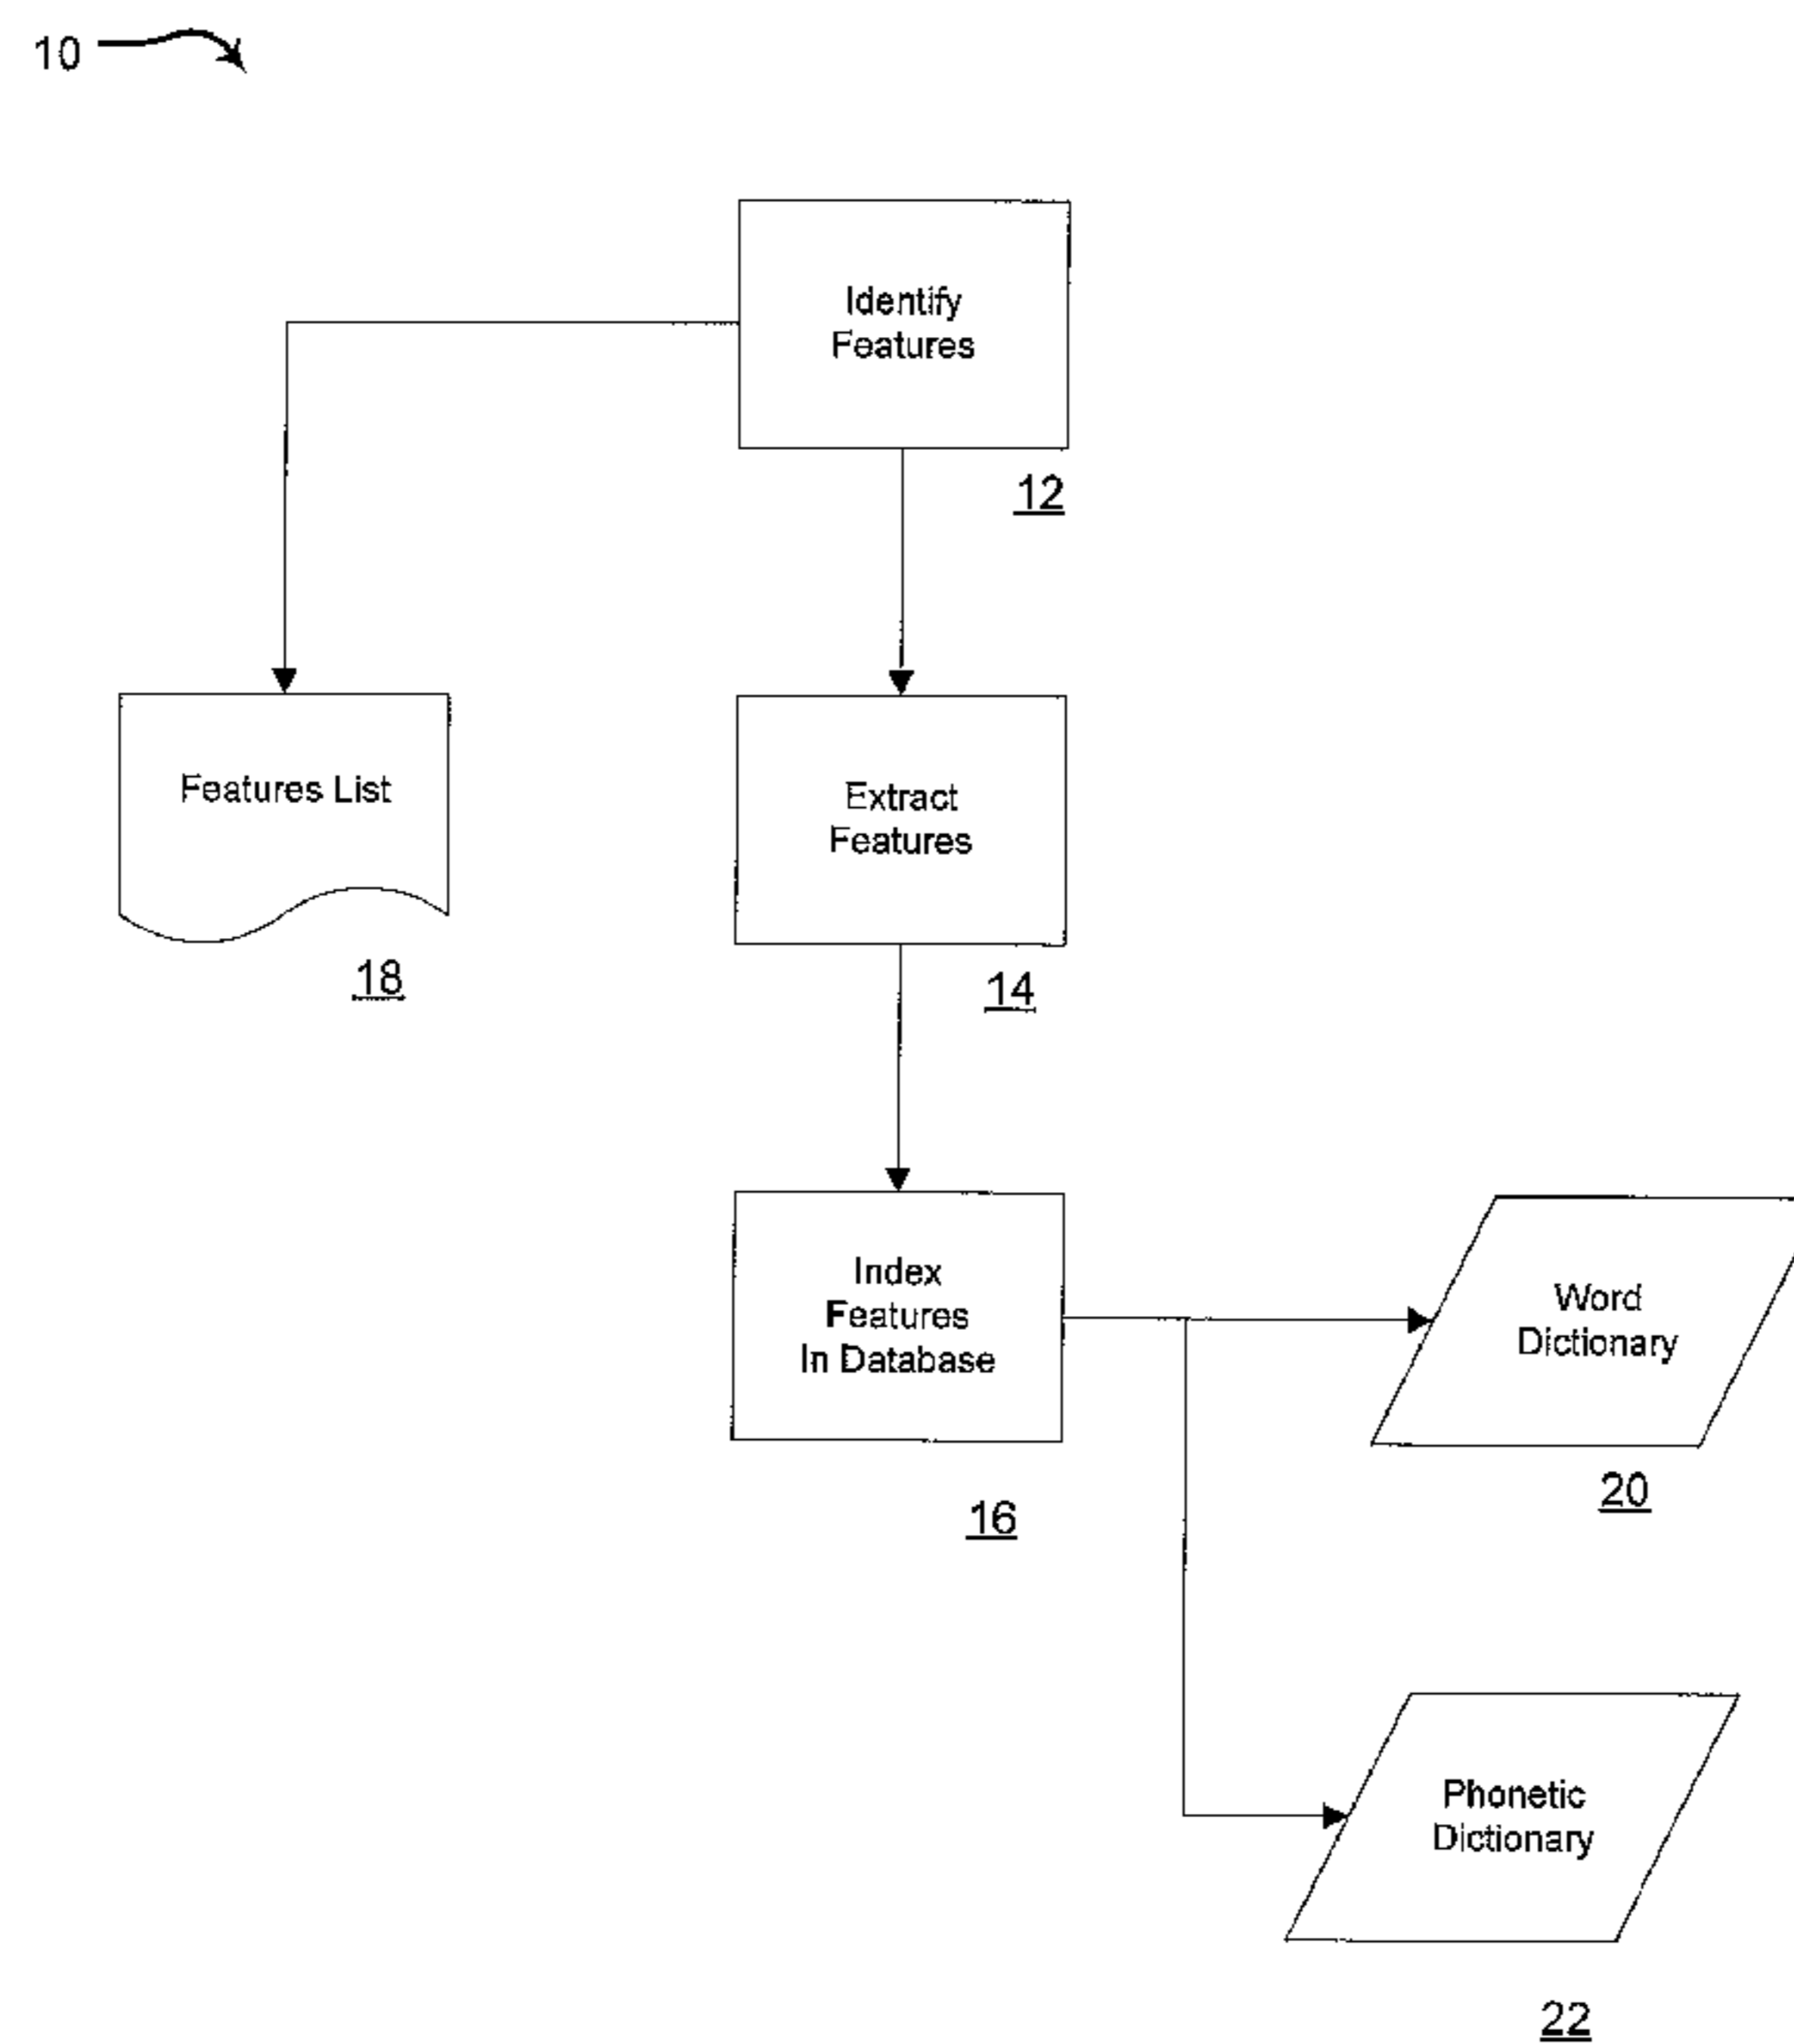 10
Identify
Features
12
Features List
18
Extract
Features
14
Index
Features
In Database
16
Word
Dictionary
20
Phonetic
Dictionary
22